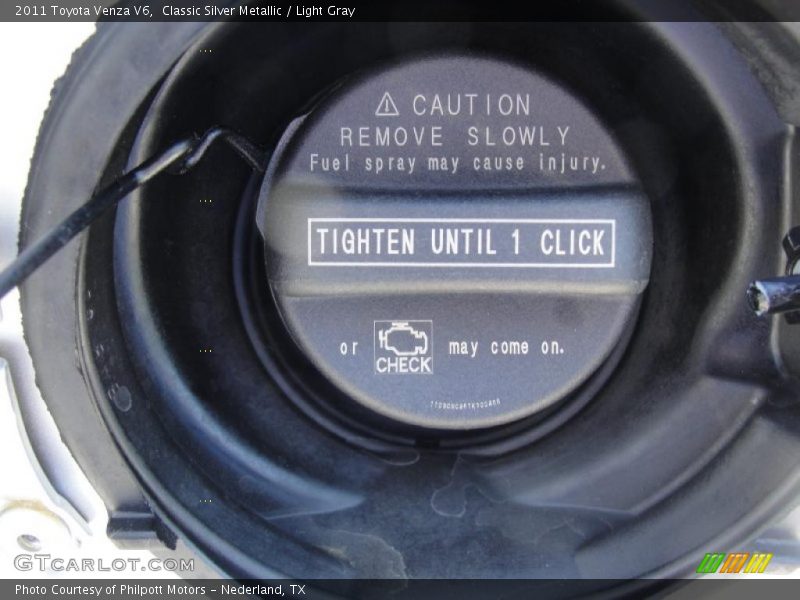 2011 Toyota Venza V6, Classic Silver Metallic / Light Gray
CAUTION
REMOVE SLOWLY
Fuel spray may cause injury.
TIGHTEN UNTIL 1 CLICK
or CHECK may come on.
GTCARLOT.COM
Photo Courtesy of Philpott Motors - Nederland, TX